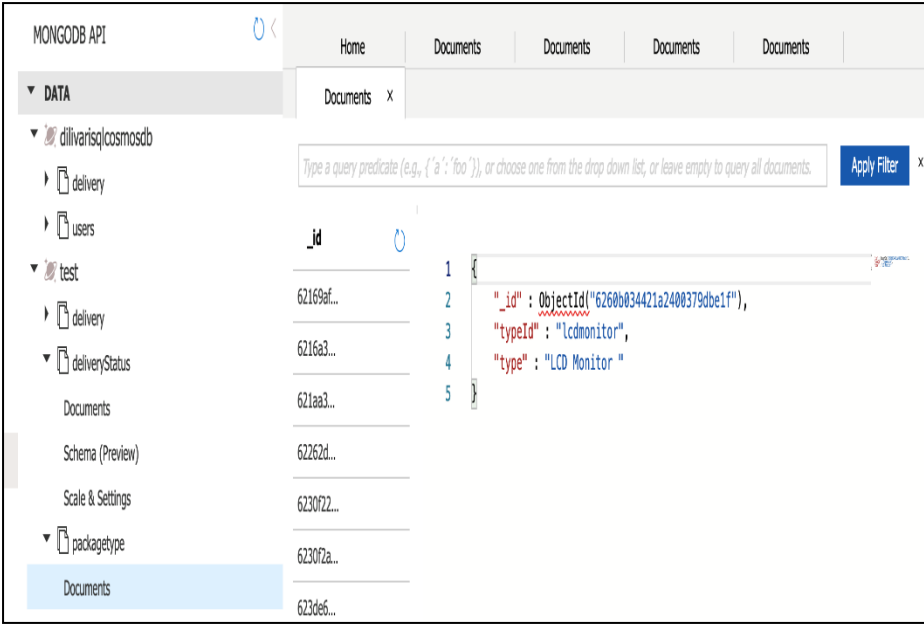 MONGODB API
DATA
dilivarisqlcosmosdb
delivery
users
test
delivery
deliveryStatus
Documents
Schema (Preview)
Scale & Settings
packagetype
Documents
Home Documents Documents Documents Documents
Documents X
Type a query predicate (e.g., {´a´:´foo´}), or choose one from the drop down list, or leave empty to query all documents. Apply Filter x
_id
62169af...
6216a3...
621aa3...
62262d...
6230f22...
6230f2a...
623de6...
1 {
2 "_id" : ObjectId("6260b034421a2400379dbe1f"),
3 "typeId" : "lcdmonitor",
4 "type" : "LCD Monitor "
5 }